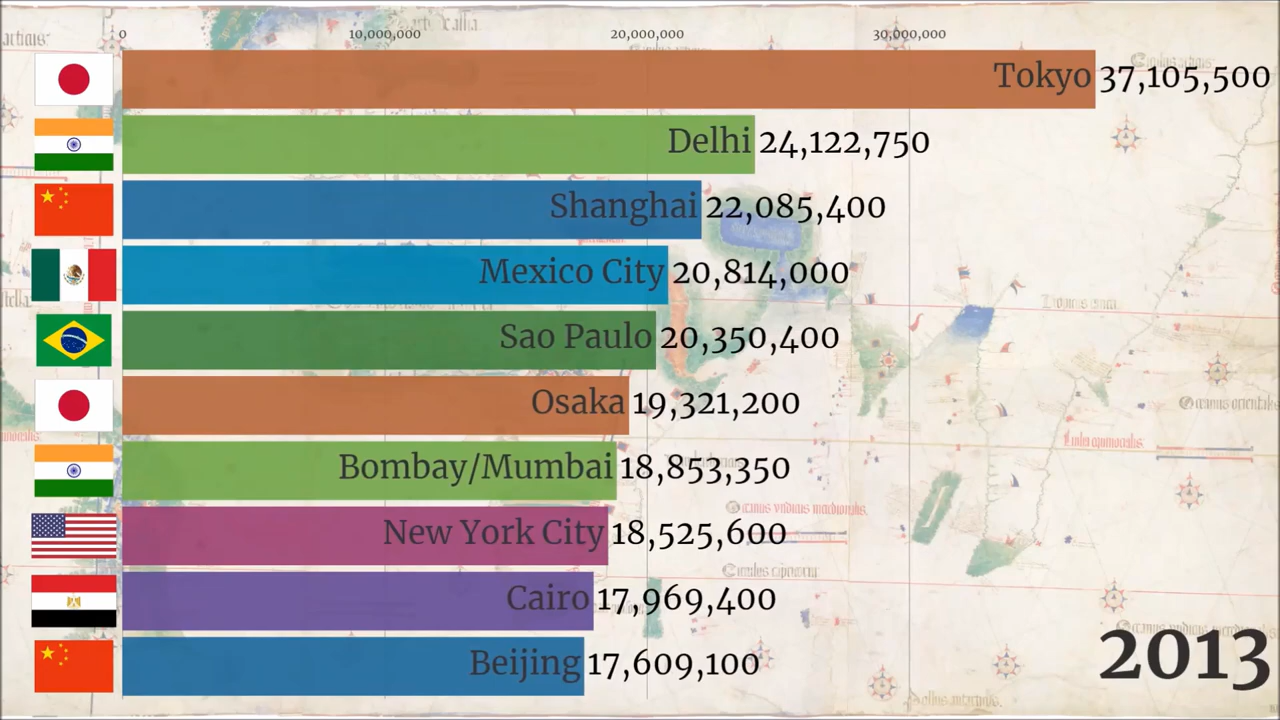 0 10,000,000 20,000,000 30,000,000
Tokyo 37,105,500
Delhi 24,122,750
Shanghai 22,085,400
Mexico City 20,814,000
Sao Paulo 20,350,400
Osaka 19,321,200
Bombay/Mumbai 18,853,350
New York City 18,525,600
Cairo 17,969,400
Beijing 17,609,100
2013